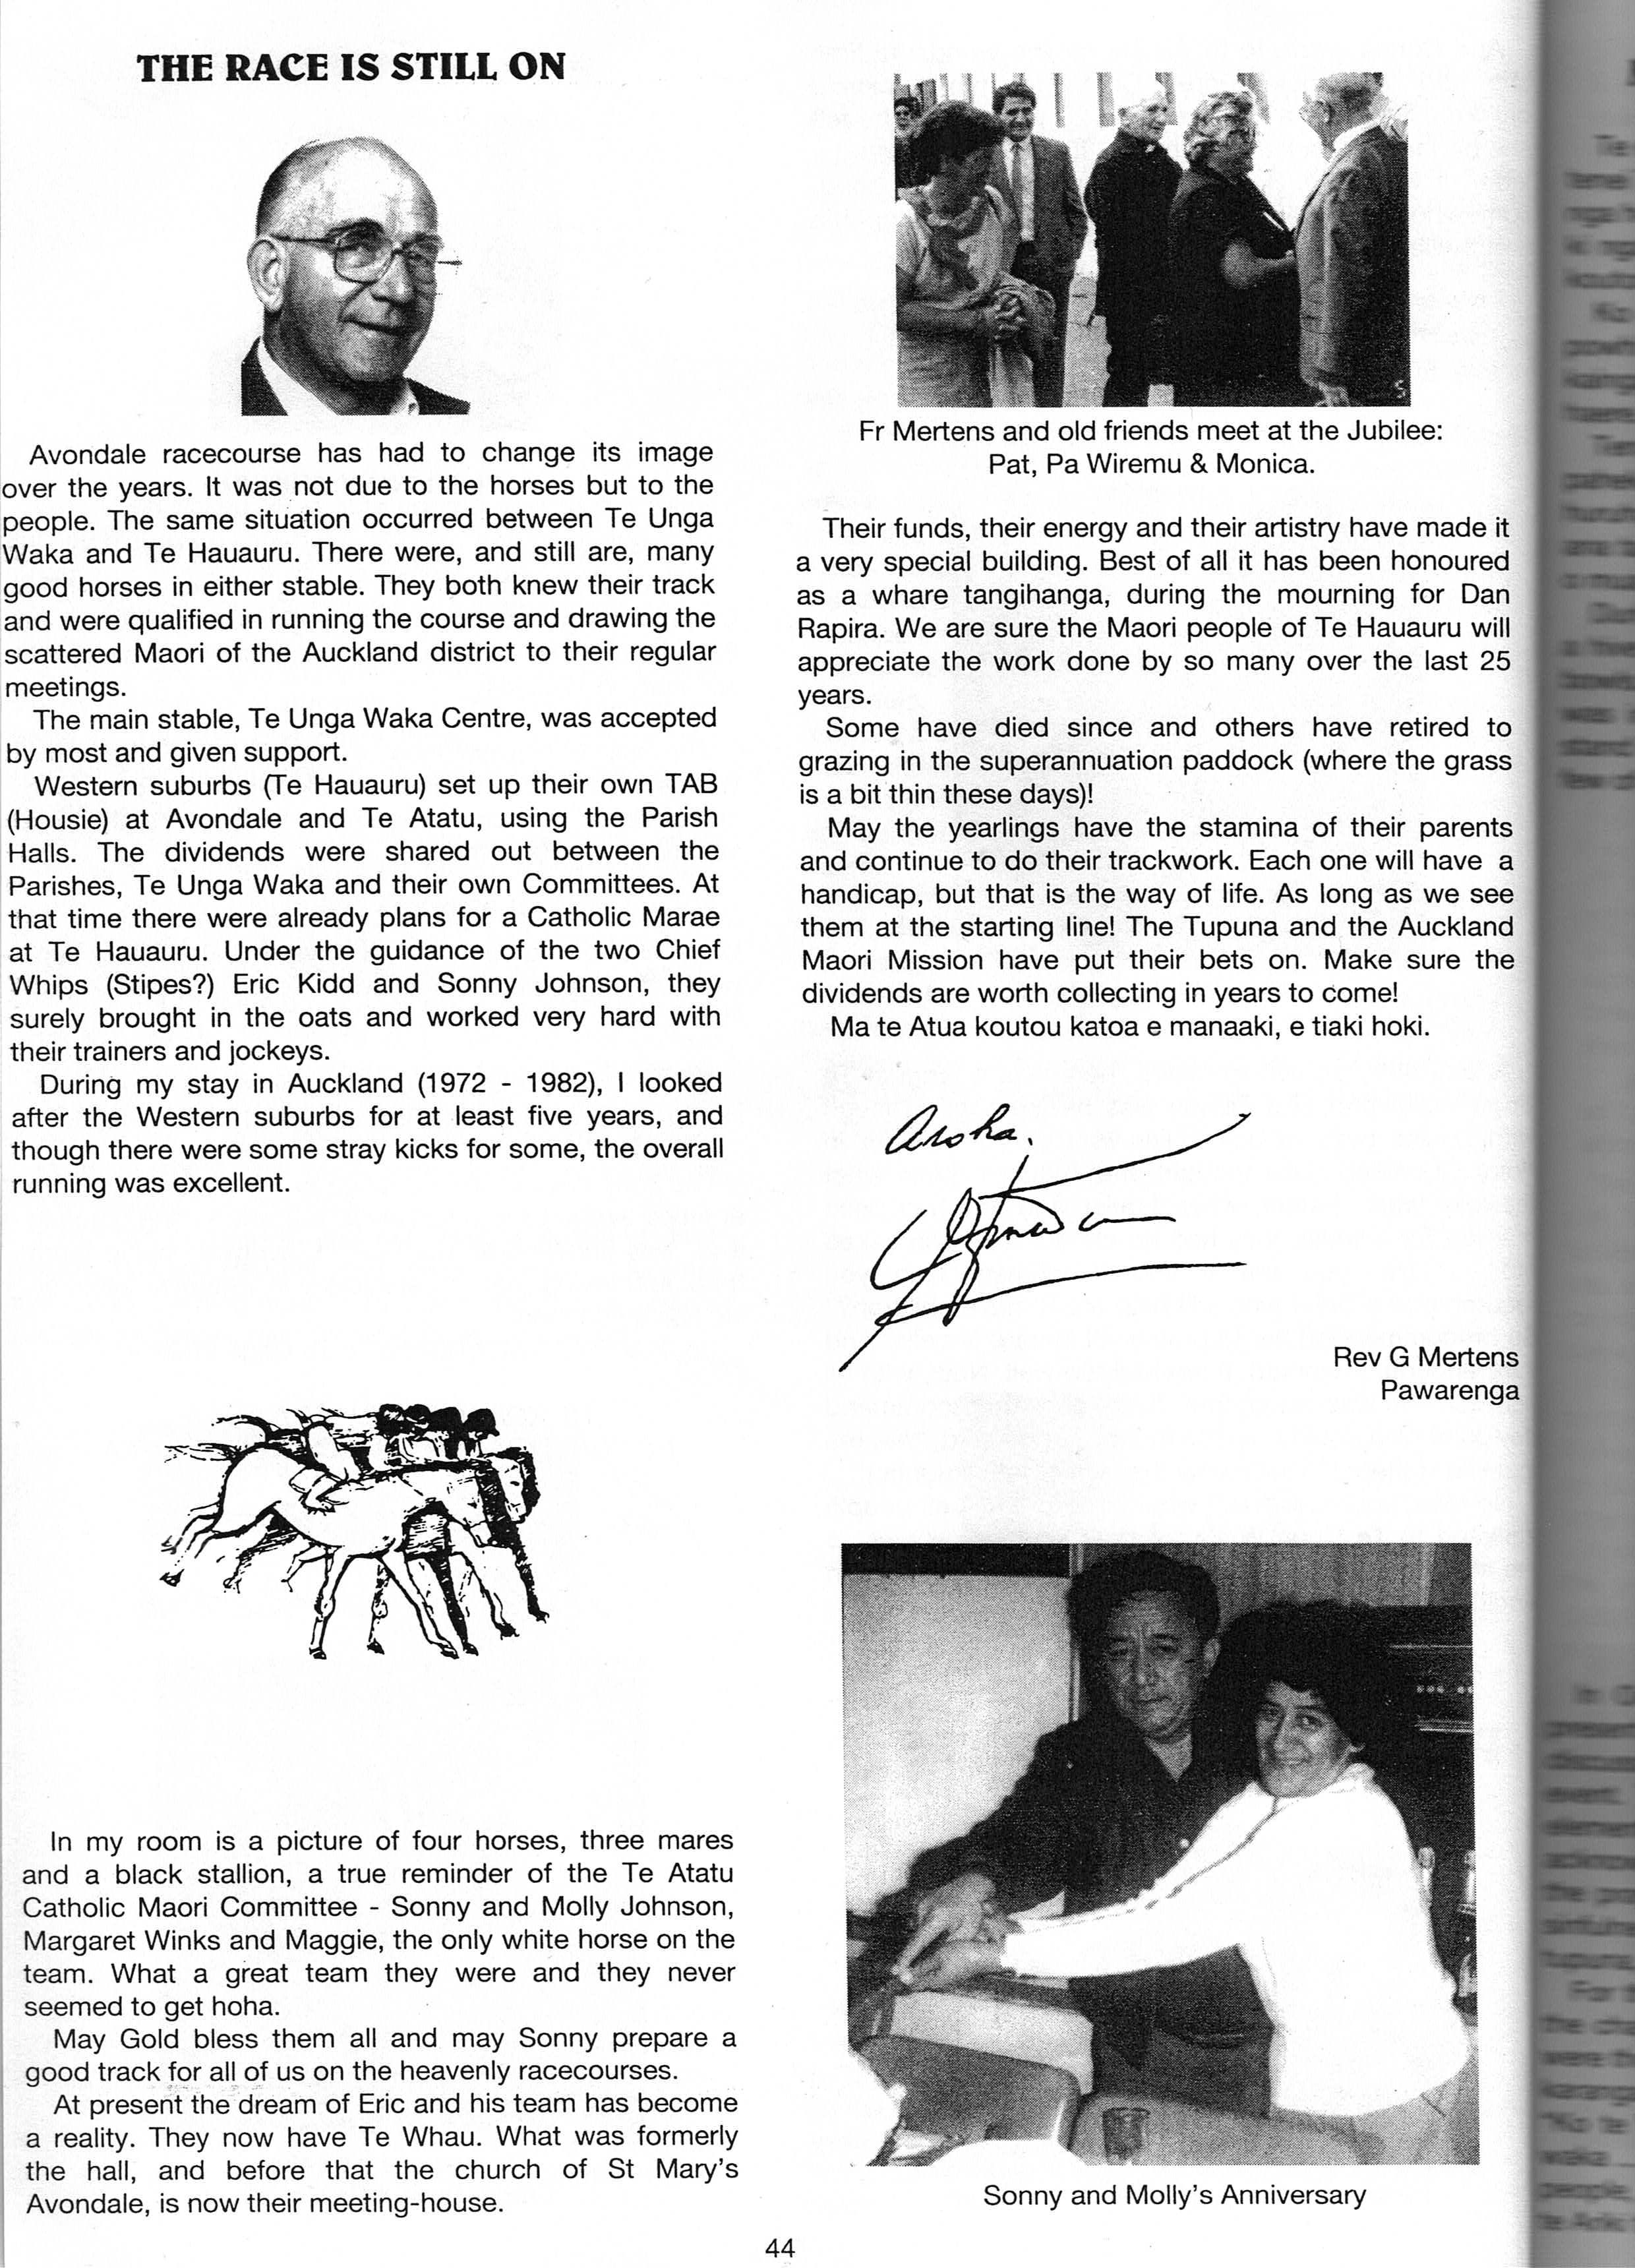 THE RACE IS STILL ON
Avondale racecourse has had to change its image
over the years. It was not due to the horses but to the
people. The same situation occurred between Te Unga
Waka and Te Hauauru. There were, and still are, many
good horses in either stable. They both knew their track
and were qualified in running the course and drawing the
scattered Maori of the Auckland district to their regular
meetings.
The main stable, Te Unga Waka Centre, was accepted
by most and given support.
Western suburbs (Te Hauauru) set up their own TAB
(Housie) at Avondale and Te Atatu, using the Parish
Halls. The dividends were shared out between the
Parishes, Te Unga Waka and their own Committees. At
that time there were already plans for a Catholic Marae
at Te Hauauru. Under the guidance of the two Chief
Whips (Stipes?) Eric Kidd and Sonny Johnson, they
surely brought in the oats and worked very hard with
their trainers and jockeys.
During my stay in Auckland (1972 - 1982), I looked
after the Western suburbs for at least five years, and
though there were some stray kicks for some, the overall
running was excellent.
In my room is a picture of four horses, three mares
and a black stallion, a true reminder of the Te Atatu
Catholic Maori Committee - Sonny and Molly Johnson,
Margaret Winks and Maggie, the only white horse on the
team. What a great team they were and they never
seemed to get hoha.
May Gold bless them all and may Sonny prepare a
good track for all of us on the heavenly racecourses.
At present the dream of Eric and his team has become
a reality. They now have Te Whau. What was formerly
the hall, and before that the church of St Mary's
Avondale, is now their meeting-house.
Fr Mertens and old friends meet at the Jubilee:
Pat, Pa Wiremu & Monica.
Their funds, their energy and their artistry have made it
a very special building. Best of all it has been honoured
as a whare tangihanga, during the mourning for Dan
Rapira. We are sure the Maori people of Te Hauauru will
appreciate the work done by so many over the last 25
years.
Some have died since and others have retired to
grazing in the superannuation paddock (where the grass
is a bit thin these days)!
May the yearlings have the stamina of their parents
and continue to do their trackwork. Each one will have a
handicap, but that is the way of life. As long as we see
them at the starting line! The Tupuna and the Auckland
Maori Mission have put their bets on. Make sure the
dividends are worth collecting in years to come!
Ma te Atua koutou katoa e manaaki, e tiaki hoki.
Aroha.
Rev G Mertens
Pawarenga
Sonny and Molly's Anniversary
44